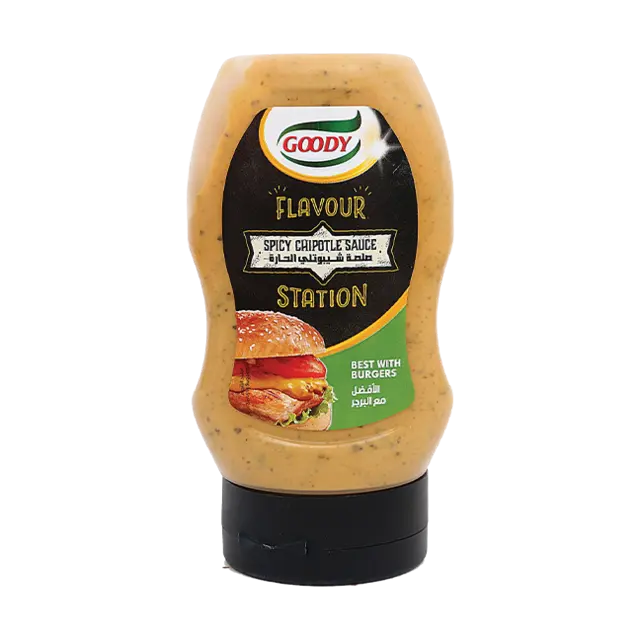 GOODY
FLAVOUR
SPICY CHIPOTLE SAUCE
صلصة شيبوتلي الحارة
STATION
BEST WITH
BURGERS
الأفضل
مع البرجر